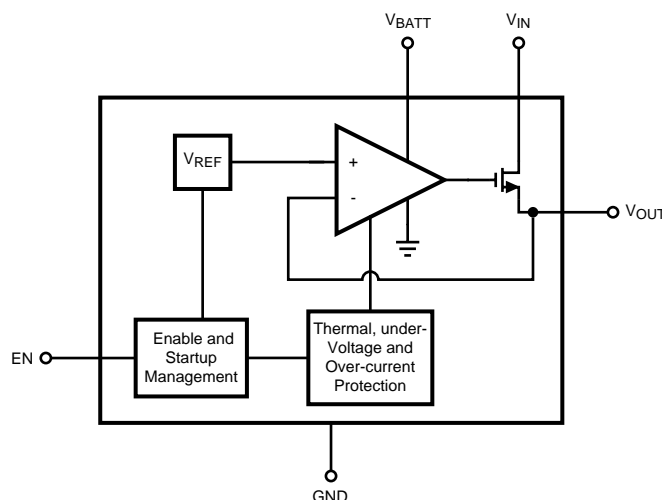 VBATT
VIN
VREF
+
-
VOUT
Enable and
Startup
Management
Thermal, under-
Voltage and
Over-current
Protection
EN
GND